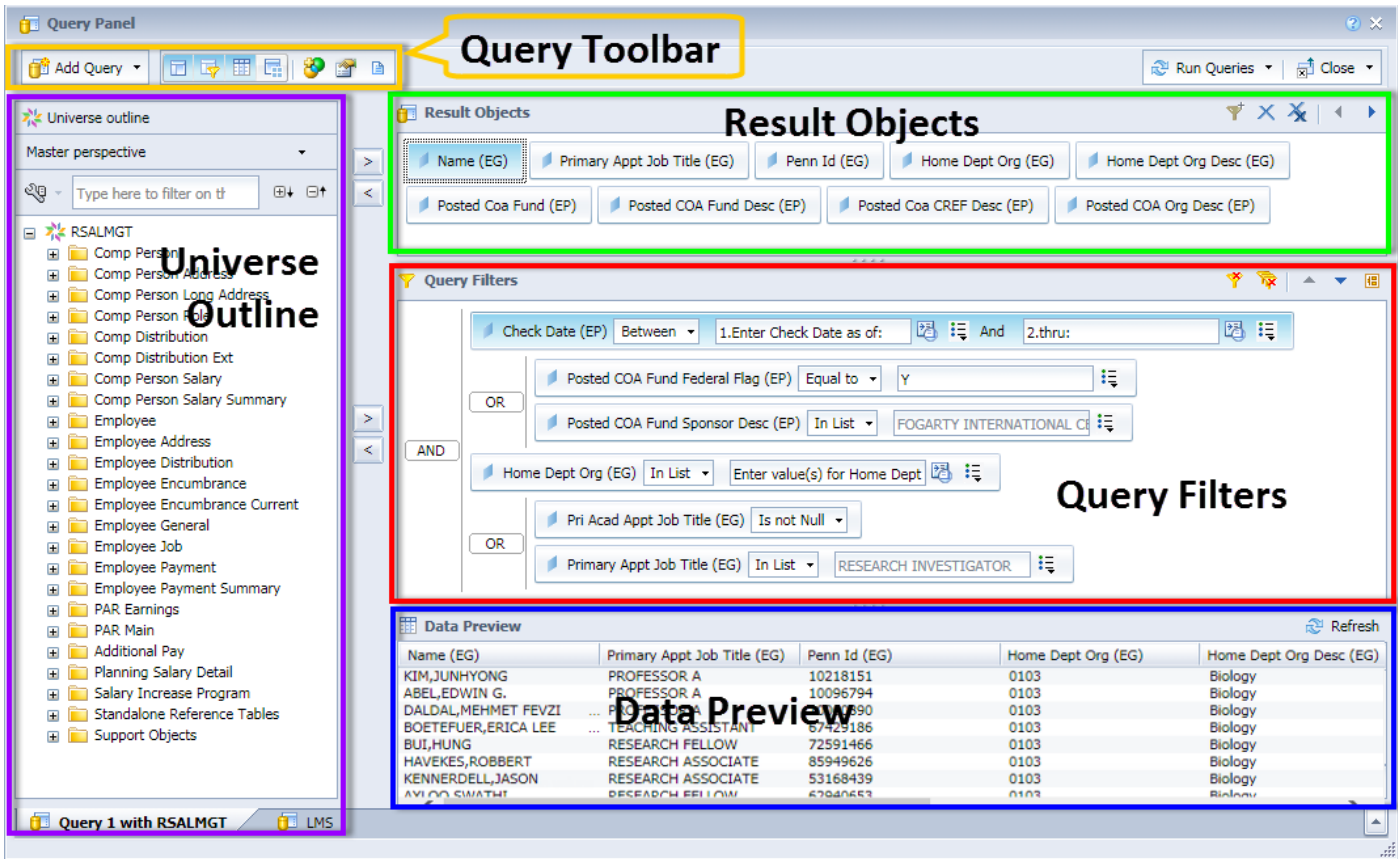 Query Panel
Query Toolbar
Add Query
Run Queries
Close
Universe outline
Master perspective
Type here to filter on th
RSALMGT
Comp Person
Comp Person Address
Comp Person Long Address
Comp Person Role
Comp Distribution
Comp Distribution Ext
Comp Person Salary
Comp Person Salary Summary
Employee
Employee Address
Employee Distribution
Employee Encumbrance
Employee Encumbrance Current
Employee General
Employee Job
Employee Payment
Employee Payment Summary
PAR Earnings
PAR Main
Additional Pay
Planning Salary Detail
Salary Increase Program
Standalone Reference Tables
Support Objects
Universe
Outline
>
<
>
<
Result Objects
Result Objects
Name (EG) Primary Appt Job Title (EG) Penn Id (EG) Home Dept Org (EG) Home Dept Org Desc (EG)
Posted Coa Fund (EP) Posted COA Fund Desc (EP) Posted Coa CREF Desc (EP) Posted COA Org Desc (EP)
Query Filters
Check Date (EP) Between 1.Enter Check Date as of: And 2.thru:
Posted COA Fund Federal Flag (EP) Equal to Y
OR
Posted COA Fund Sponsor Desc (EP) In List FOGARTY INTERNATIONAL CE
AND
Home Dept Org (EG) In List Enter value(s) for Home Dept
Query Filters
Pri Acad Appt Job Title (EG) Is not Null
OR
Primary Appt Job Title (EG) In List RESEARCH INVESTIGATOR
Data Preview
Refresh
Name (EG) Primary Appt Job Title (EG) Penn Id (EG) Home Dept Org (EG) Home Dept Org Desc (EG)
KIM,JUNHYONG PROFESSOR A 10218151 0103 Biology
ABEL,EDWIN G. PROFESSOR A 10096794 0103 Biology
DALDAL,MEHMET FEVZI ... PROFESSOR A 0103 Biology
BOETEFUER,ERICA LEE ... TEACHING ASSISTANT 67429186 0103 Biology
BUI,HUNG RESEARCH FELLOW 72591466 0103 Biology
HAVEKES,ROBBERT RESEARCH ASSOCIATE 85949626 0103 Biology
KENNERDELL,JASON RESEARCH ASSOCIATE 53168439 0103 Biology
AYLOO,SWATHI RESEARCH FELLOW 62940653 0103 Biology
Data Preview
Query 1 with RSALMGT
LMS